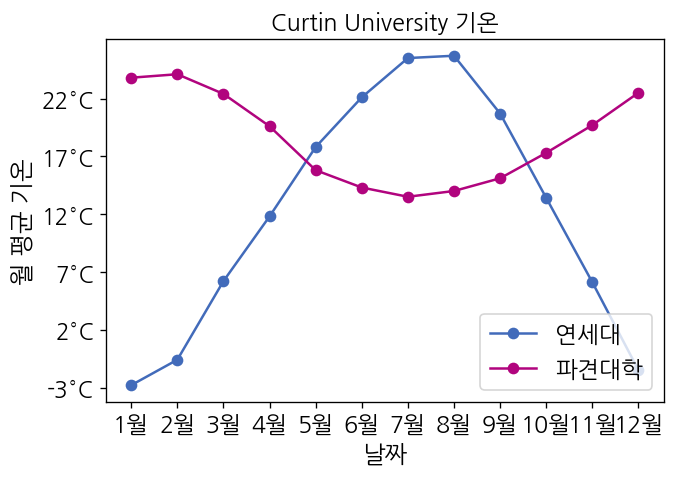 Curtin University 기온
월 평균 기온
22°C
17°C
12°C
7°C
2°C
-3°C
연세대
파견대학
1월 2월 3월 4월 5월 6월 7월 8월 9월 10월 11월 12월
날짜